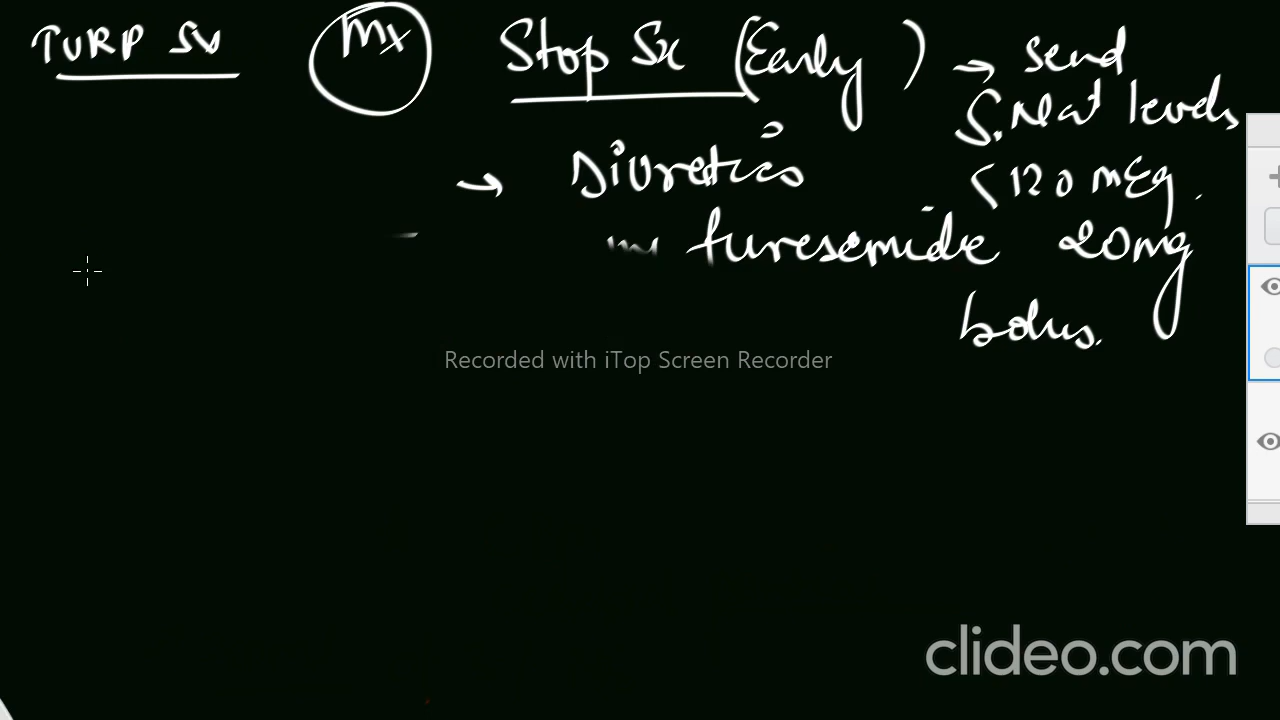 TURP Sx Mx Stop Sx (Early) → send
S. Na+ levels
→ Diuretics <120 mEq.
furesemide 20mg
bolus.
Recorded with iTop Screen Recorder
clideo.com